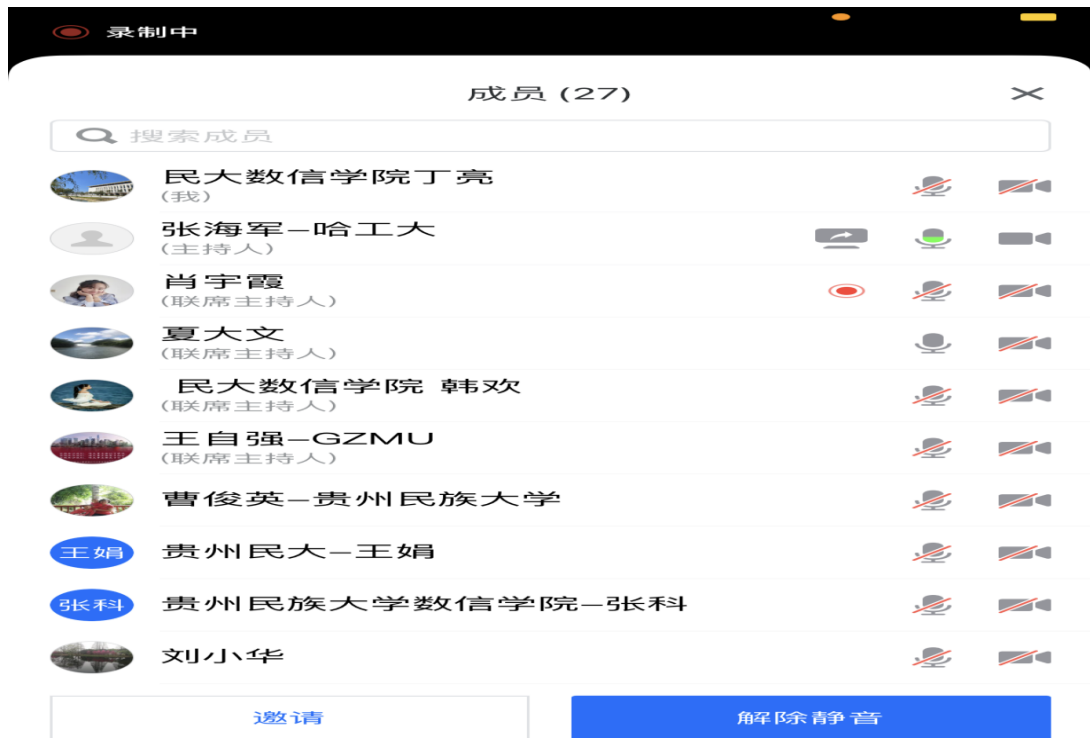 录制中
成员 (27)
搜索成员
民大数信学院丁亮
(我)
张海军-哈工大
(主持人)
肖宇霞
(联席主持人)
夏大文
(联席主持人)
民大数信学院 韩欢
(联席主持人)
王自强-GZMU
(联席主持人)
曹俊英-贵州民族大学
王娟 贵州民大-王娟
张科 贵州民族大学数信学院-张科
刘小华
邀请 解除静音